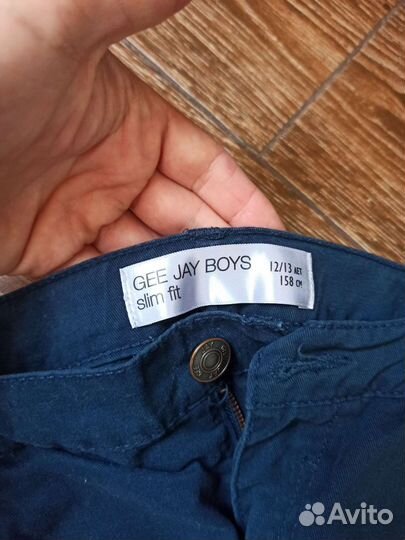 GEE JAY BOYS
slim fit
12/13 ЛЕТ
158 СМ
Avito